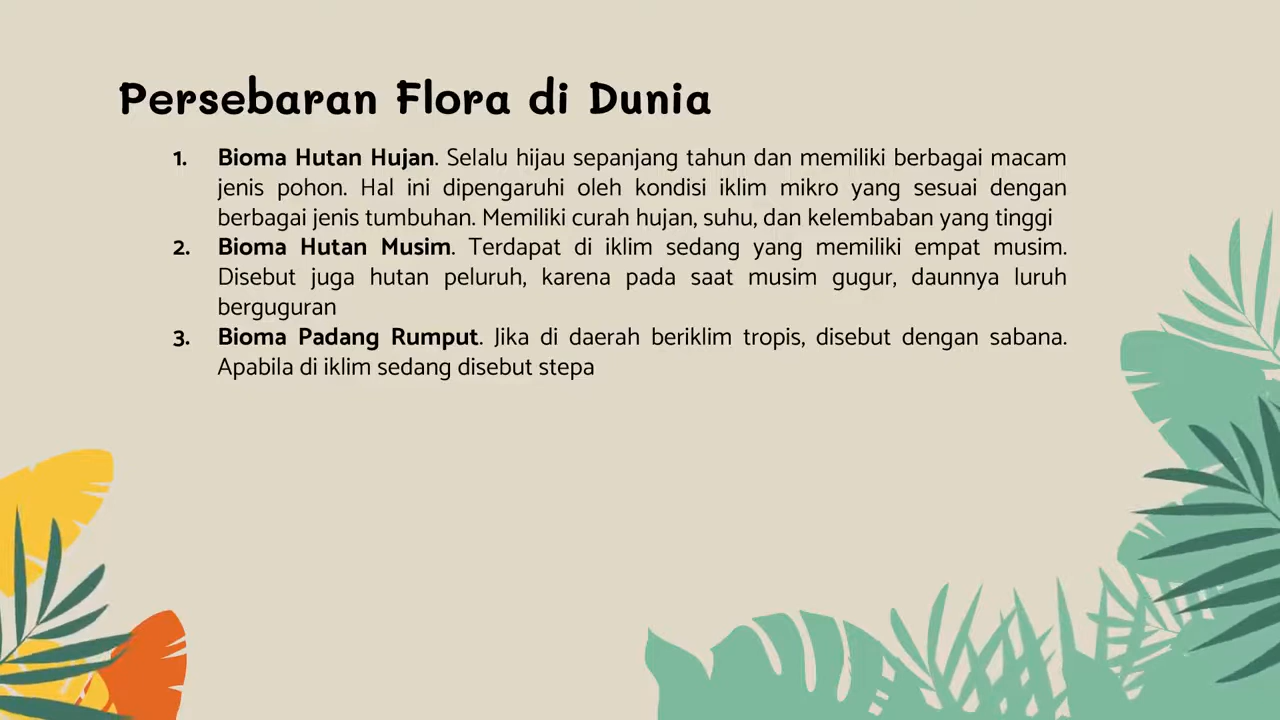 Persebaran Flora di Dunia
1. Bioma Hutan Hujan. Selalu hijau sepanjang tahun dan memiliki berbagai macam
jenis pohon. Hal ini dipengaruhi oleh kondisi iklim mikro yang sesuai dengan
berbagai jenis tumbuhan. Memiliki curah hujan, suhu, dan kelembaban yang tinggi
2. Bioma Hutan Musim. Terdapat di iklim sedang yang memiliki empat musim.
Disebut juga hutan peluruh, karena pada saat musim gugur, daunnya luruh
berguguran
3. Bioma Padang Rumput. Jika di daerah beriklim tropis, disebut dengan sabana.
Apabila di iklim sedang disebut stepa